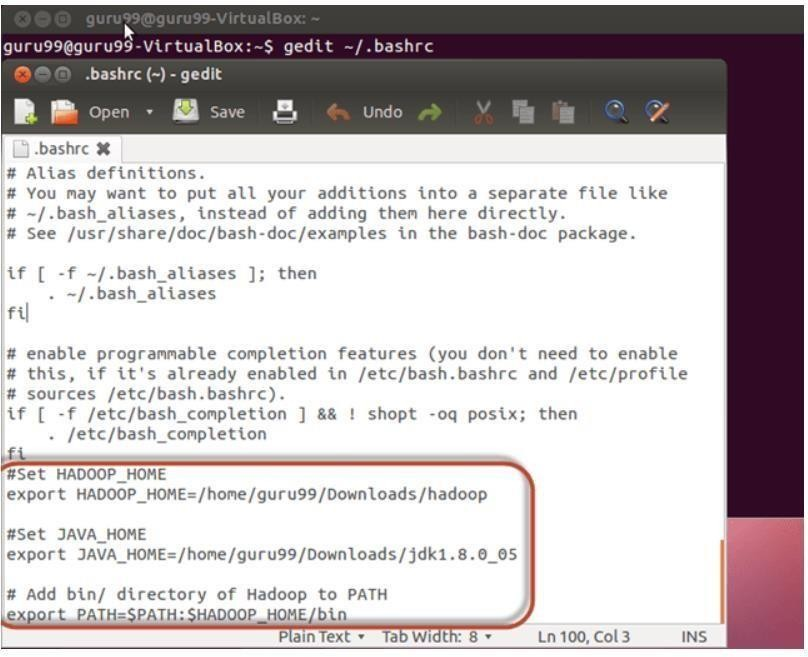 guru99@guru99-VirtualBox: ~
guru99@guru99-VirtualBox:~$ gedit ~/.bashrc
.bashrc (~) - gedit
Open Save Undo
.bashrc
# Alias definitions.
# You may want to put all your additions into a separate file like
# ~/.bash_aliases, instead of adding them here directly.
# See /usr/share/doc/bash-doc/examples in the bash-doc package.
if [ -f ~/.bash_aliases ]; then
. ~/.bash_aliases
fi
# enable programmable completion features (you don't need to enable
# this, if it's already enabled in /etc/bash.bashrc and /etc/profile
# sources /etc/bash.bashrc).
if [ -f /etc/bash_completion ] && ! shopt -oq posix; then
. /etc/bash_completion
fi
#Set HADOOP_HOME
export HADOOP_HOME=/home/guru99/Downloads/hadoop
#Set JAVA_HOME
export JAVA_HOME=/home/guru99/Downloads/jdk1.8.0_05
# Add bin/ directory of Hadoop to PATH
export PATH=$PATH:$HADOOP_HOME/bin
Plain Text Tab Width: 8 Ln 100, Col 3 INS